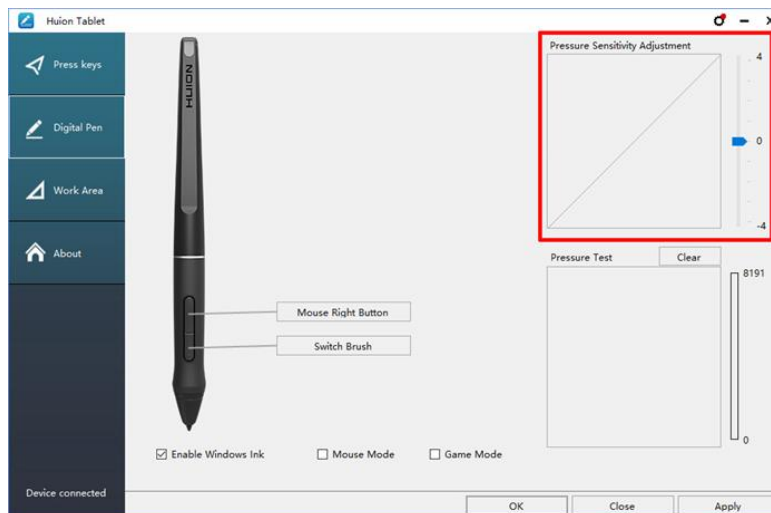 Huion Tablet
Press keys
Digital Pen
Work Area
About
Device connected
HUION
Mouse Right Button
Switch Brush
Enable Windows Ink
Mouse Mode
Game Mode
Pressure Sensitivity Adjustment
4
0
-4
Pressure Test
Clear
8191
0
OK
Close
Apply